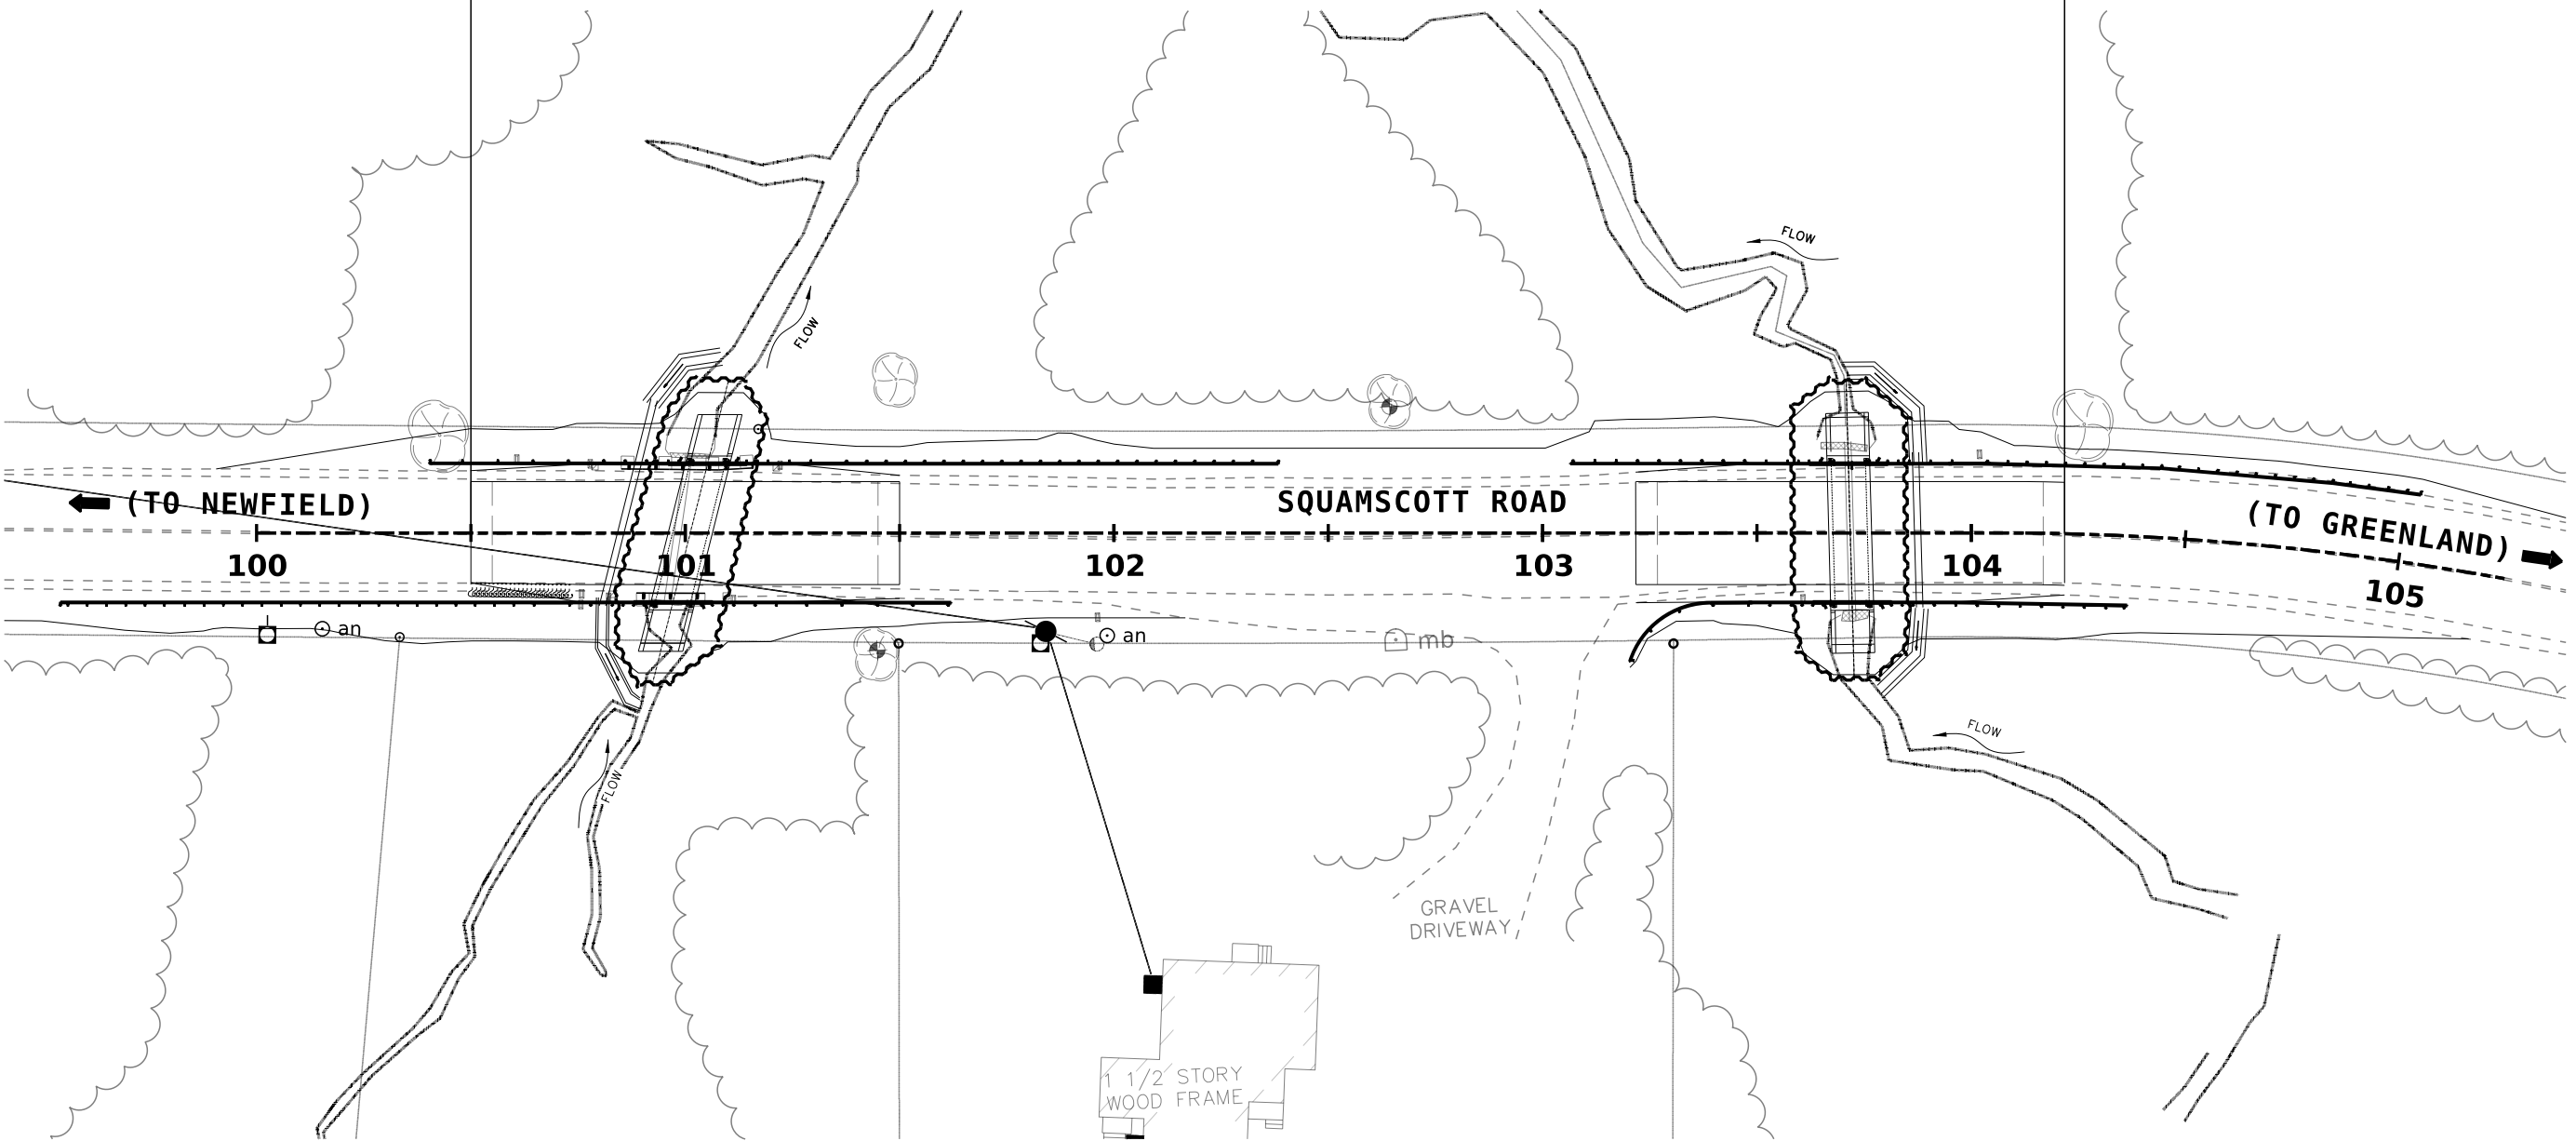 FLOW
FLOW
(TO NEWFIELD)
SQUAMSCOTT ROAD
(TO GREENLAND)
100
101
102
103
104
105
an
an
mb
FLOW
FLOW
GRAVEL
DRIVEWAY
1 1/2 STORY
WOOD FRAME